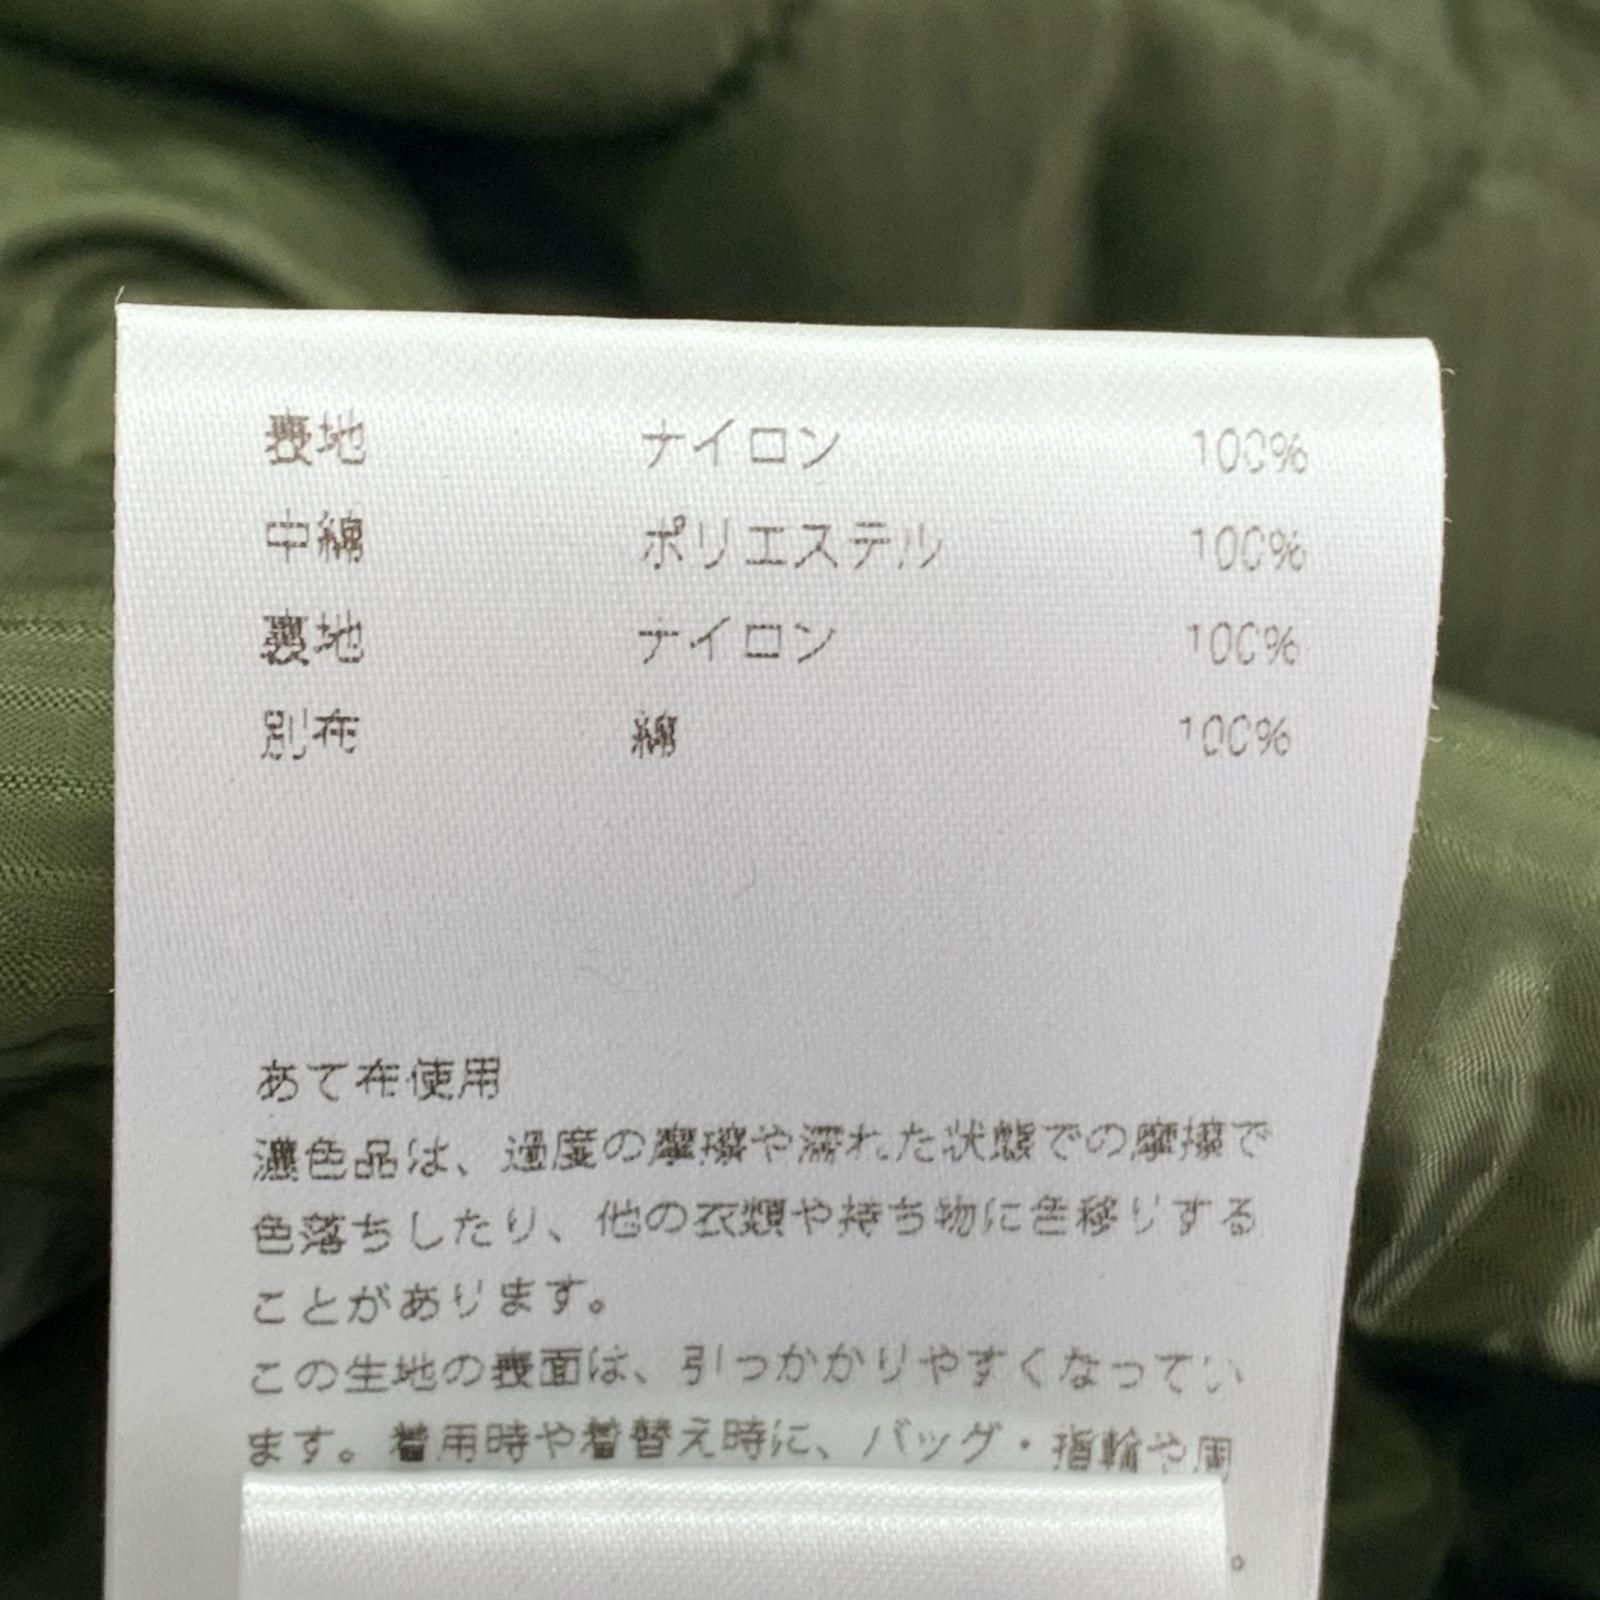 表地 ナイロン 100%
中綿 ポリエステル 100%
裏地 ナイロン 100%
別布 綿 100%
あて布使用
濃色品は、過度の摩擦や濡れた状態での摩擦で
色落ちしたり、他の衣類や持ち物に色移りする
ことがあります。
この生地の表面は、引っかかりやすくなってい
ます。着用時や着替え時に、バッグ・指輪や周
。